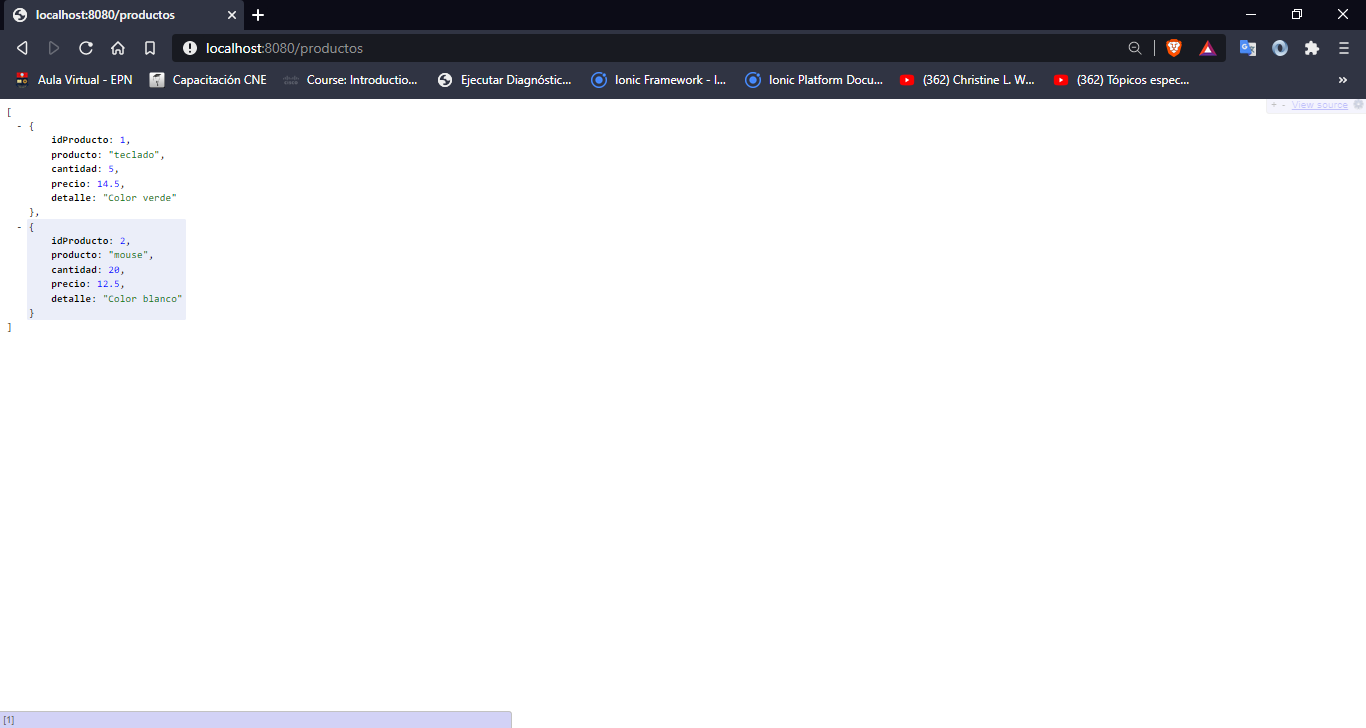 localhost:8080/productos
localhost:8080/productos
Aula Virtual - EPN
Capacitación CNE
Course: Introductio...
Ejecutar Diagnóstic...
Ionic Framework - I...
Ionic Platform Docu...
(362) Christine L. W...
(362) Tópicos espec...
»
+ - View source
[
- {
idProducto: 1,
producto: "teclado",
cantidad: 5,
precio: 14.5,
detalle: "Color verde"
},
- {
idProducto: 2,
producto: "mouse",
cantidad: 20,
precio: 12.5,
detalle: "Color blanco"
}
]
[1]